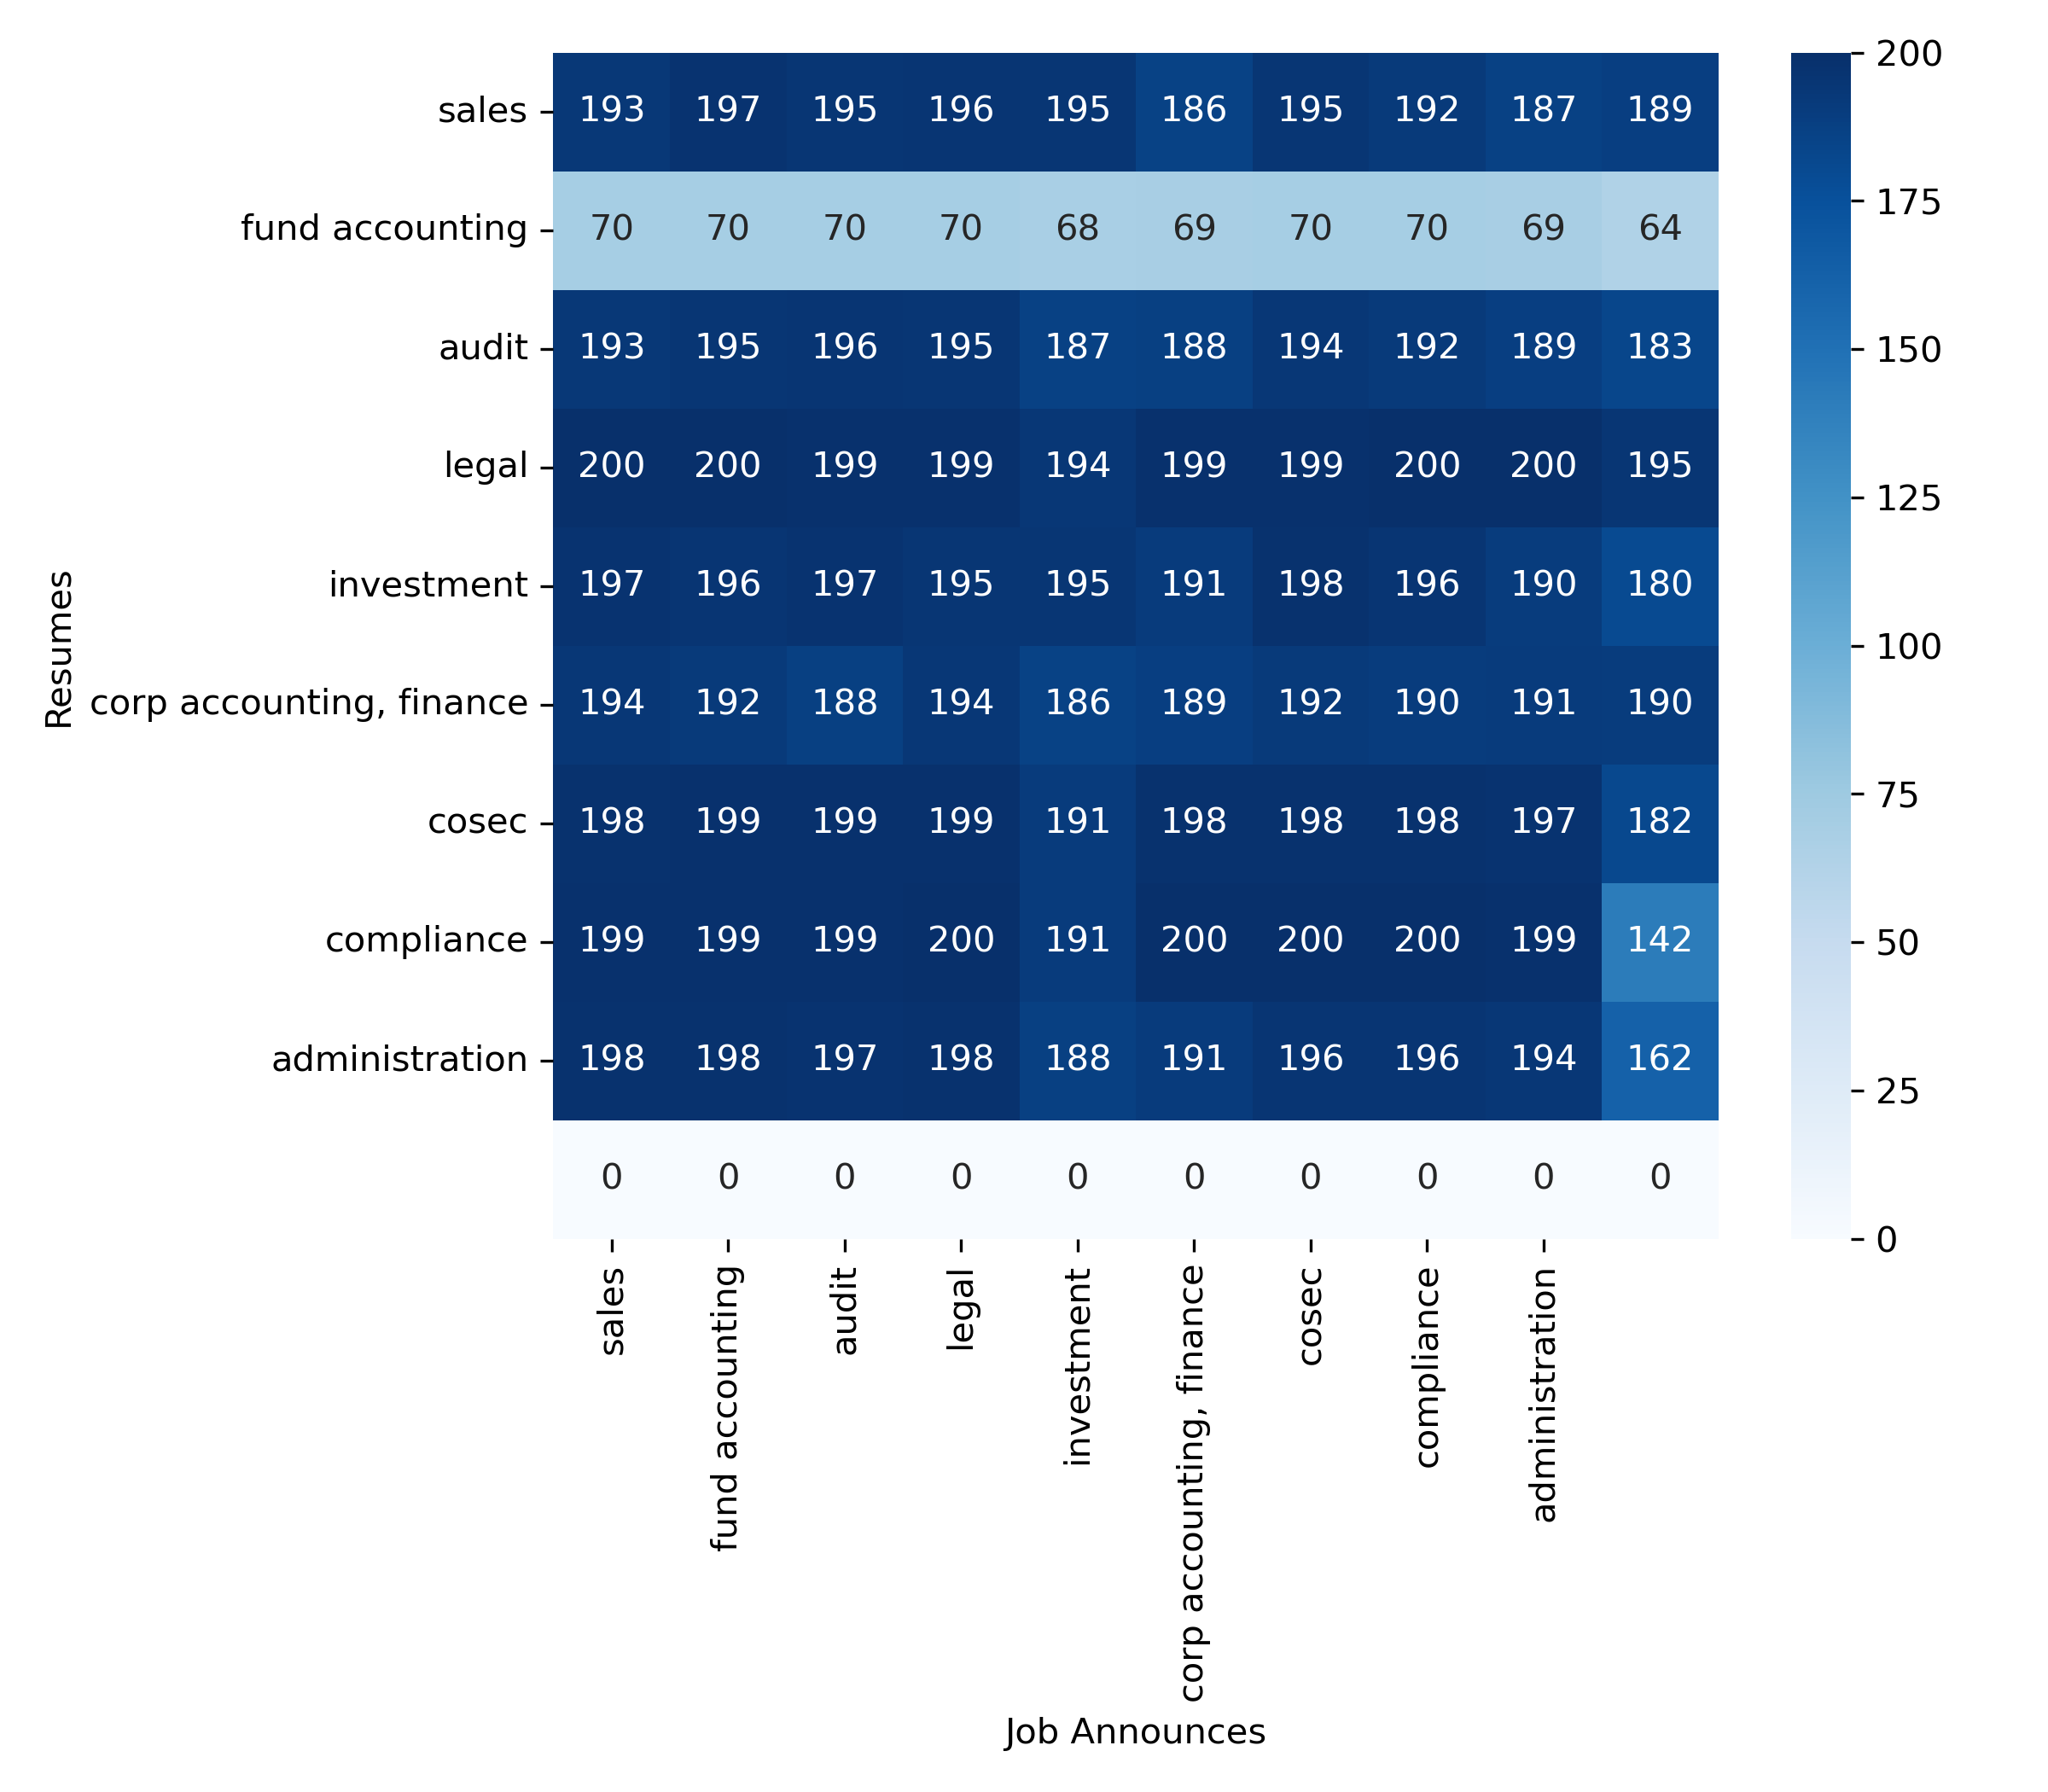 sales 193 197 195 196 195 186 195 192 187 189
fund accounting 70 70 70 70 68 69 70 70 69 64
audit 193 195 196 195 187 188 194 192 189 183
legal 200 200 199 199 194 199 199 200 200 195
investment 197 196 197 195 195 191 198 196 190 180
corp accounting, finance 194 192 188 194 186 189 192 190 191 190
cosec 198 199 199 199 191 198 198 198 197 182
compliance 199 199 199 200 191 200 200 200 199 142
administration 198 198 197 198 188 191 196 196 194 162
0 0 0 0 0 0 0 0 0 0
Resumes
sales
fund accounting
audit
legal
investment
corp accounting, finance
cosec
compliance
administration
Job Announces
200
175
150
125
100
75
50
25
0